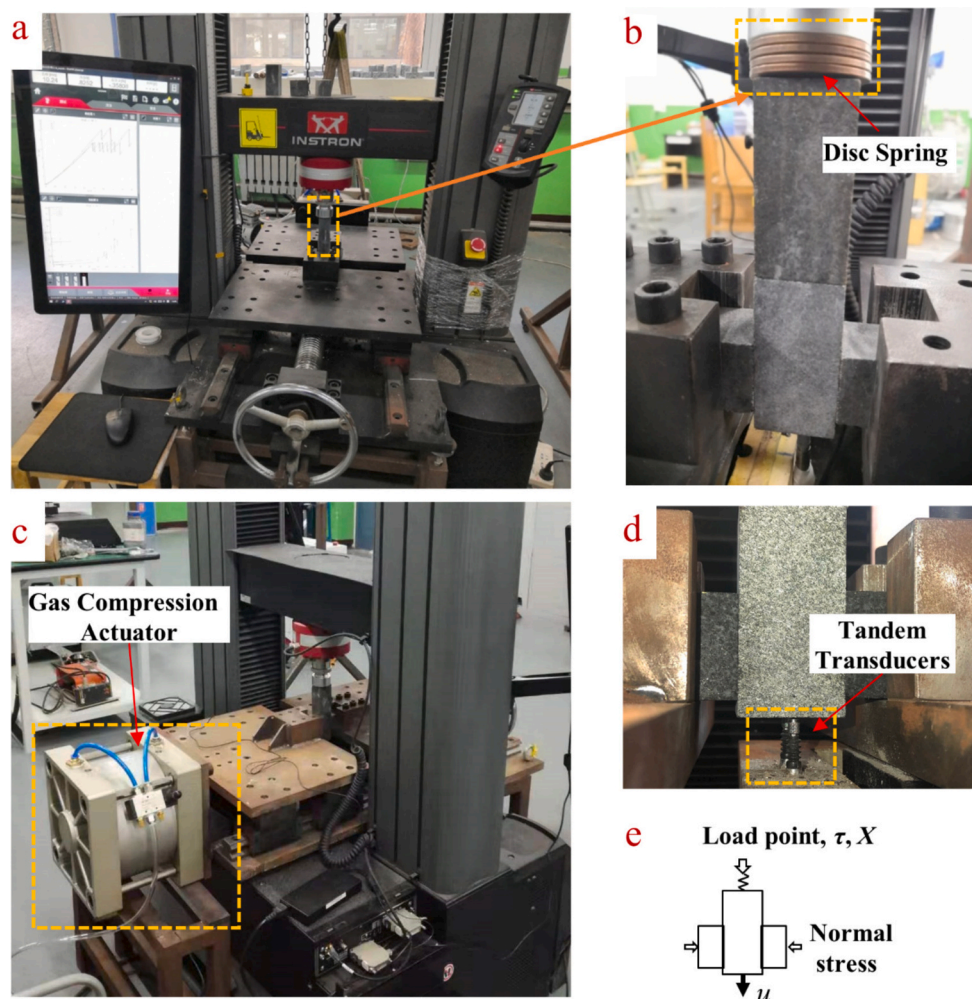 a
INSTRON
b
Disc Spring
c
Gas Compression
Actuator
d
Tandem
Transducers
e
Load point, τ, X
Normal
stress
u